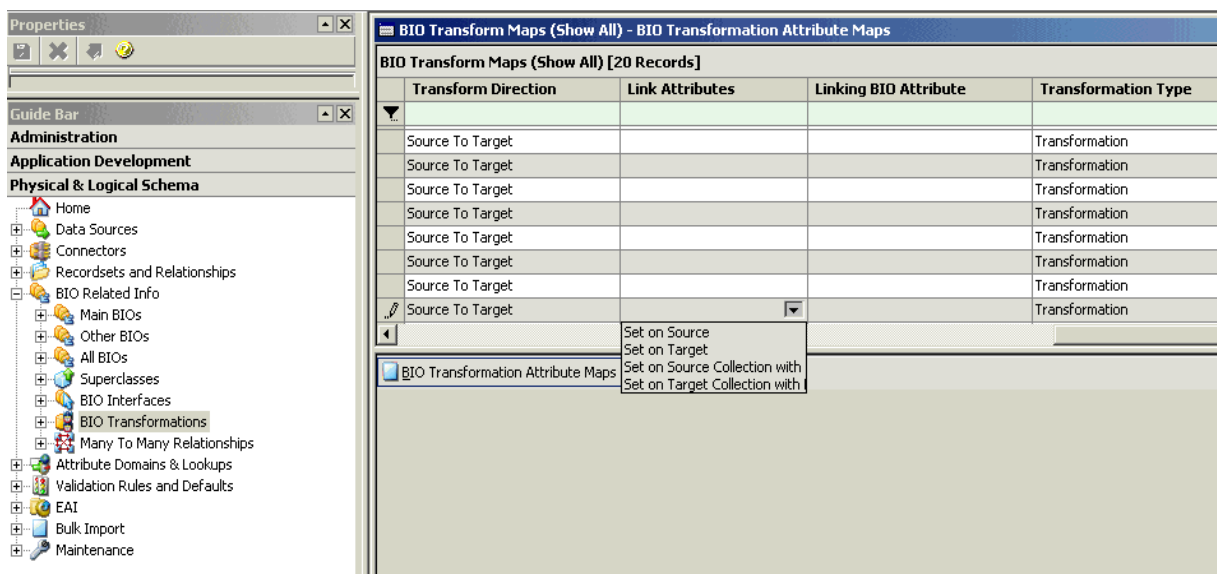 Properties
Guide Bar
Administration
Application Development
Physical & Logical Schema
Home
Data Sources
Connectors
Recordsets and Relationships
BIO Related Info
Main BIOs
Other BIOs
All BIOs
Superclasses
BIO Interfaces
BIO Transformations
Many To Many Relationships
Attribute Domains & Lookups
Validation Rules and Defaults
EAI
Bulk Import
Maintenance
BIO Transform Maps (Show All) - BIO Transformation Attribute Maps
BIO Transform Maps (Show All) [20 Records]
Transform Direction Link Attributes Linking BIO Attribute Transformation Type
Source To Target Transformation
Source To Target Transformation
Source To Target Transformation
Source To Target Transformation
Source To Target Transformation
Source To Target Transformation
Source To Target Transformation
Source To Target Transformation
Set on Source
Set on Target
Set on Source Collection with
Set on Target Collection with
BIO Transformation Attribute Maps